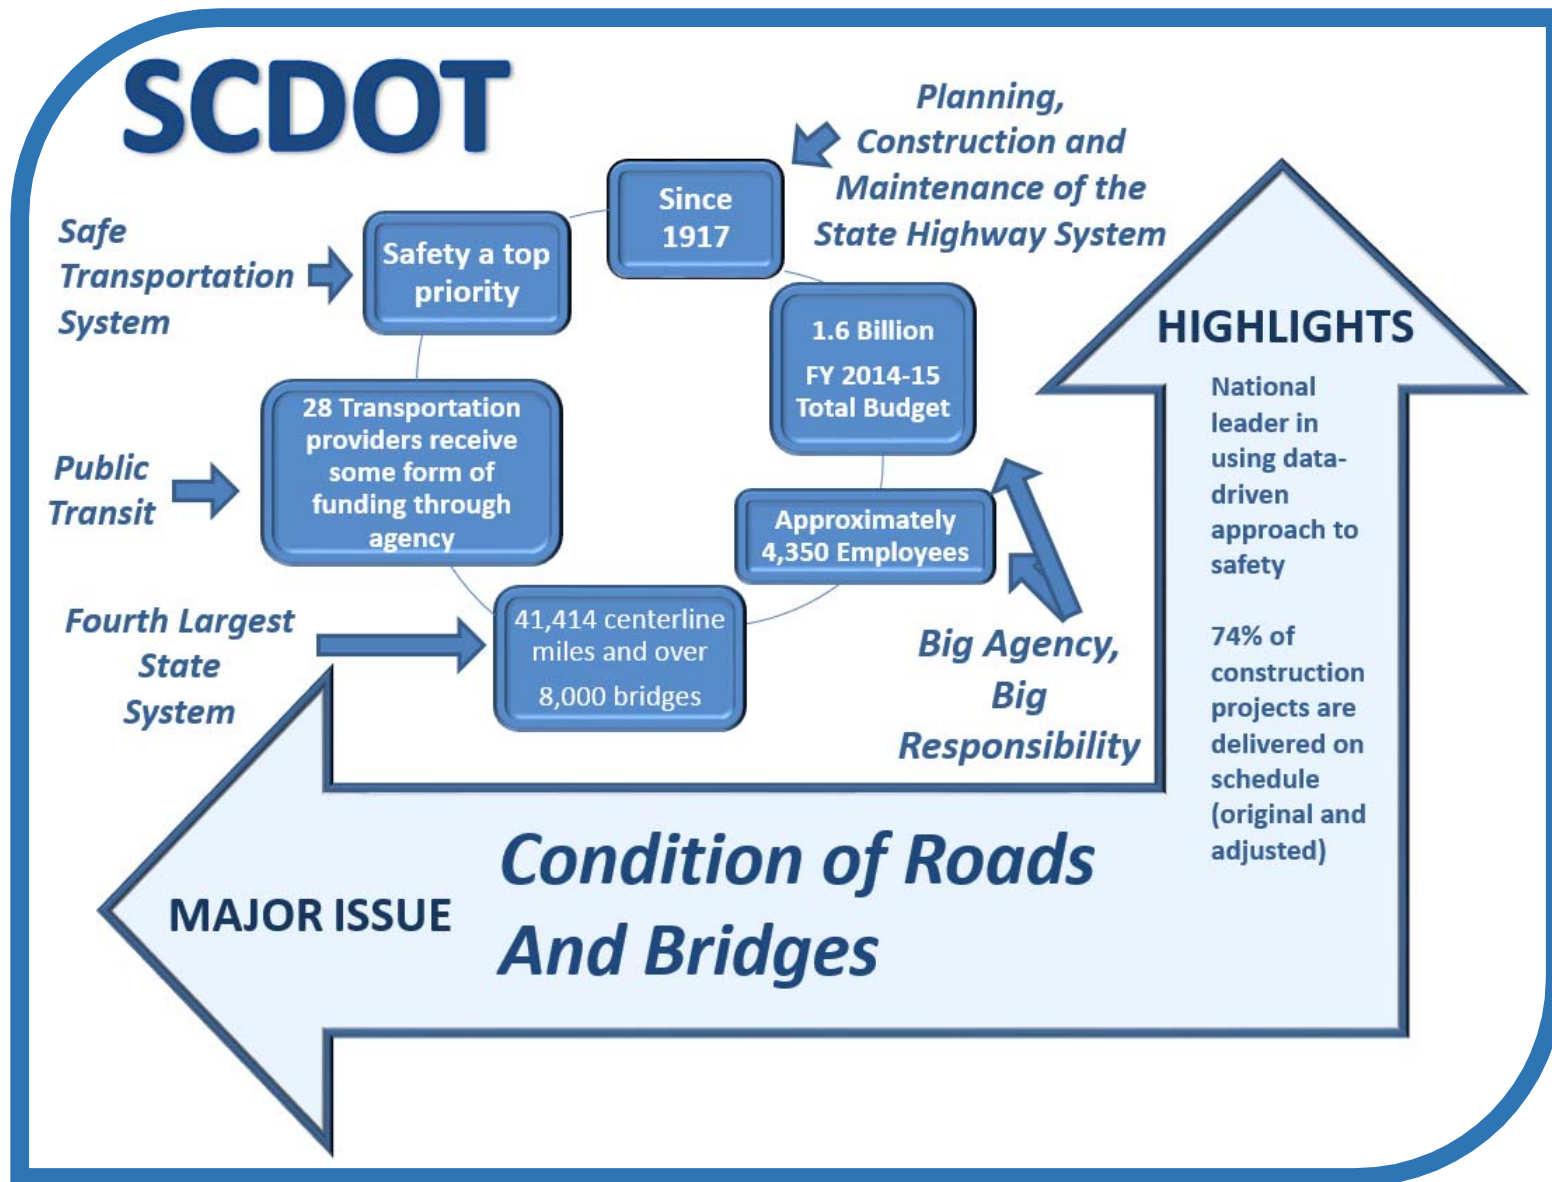 SCDOT
Planning,
Construction and
Maintenance of the
State Highway System
Since
1917
Safe
Transportation
System
Safety a top
priority
1.6 Billion
FY 2014-15
Total Budget
28 Transportation
providers receive
some form of
funding through
agency
Public
Transit
Approximately
4,350 Employees
Fourth Largest
State
System
41,414 centerline
miles and over
8,000 bridges
Big Agency,
Big
Responsibility
HIGHLIGHTS
National
leader in
using data-
driven
approach to
safety
74% of
construction
projects are
delivered on
schedule
(original and
adjusted)
MAJOR ISSUE
Condition of Roads
And Bridges